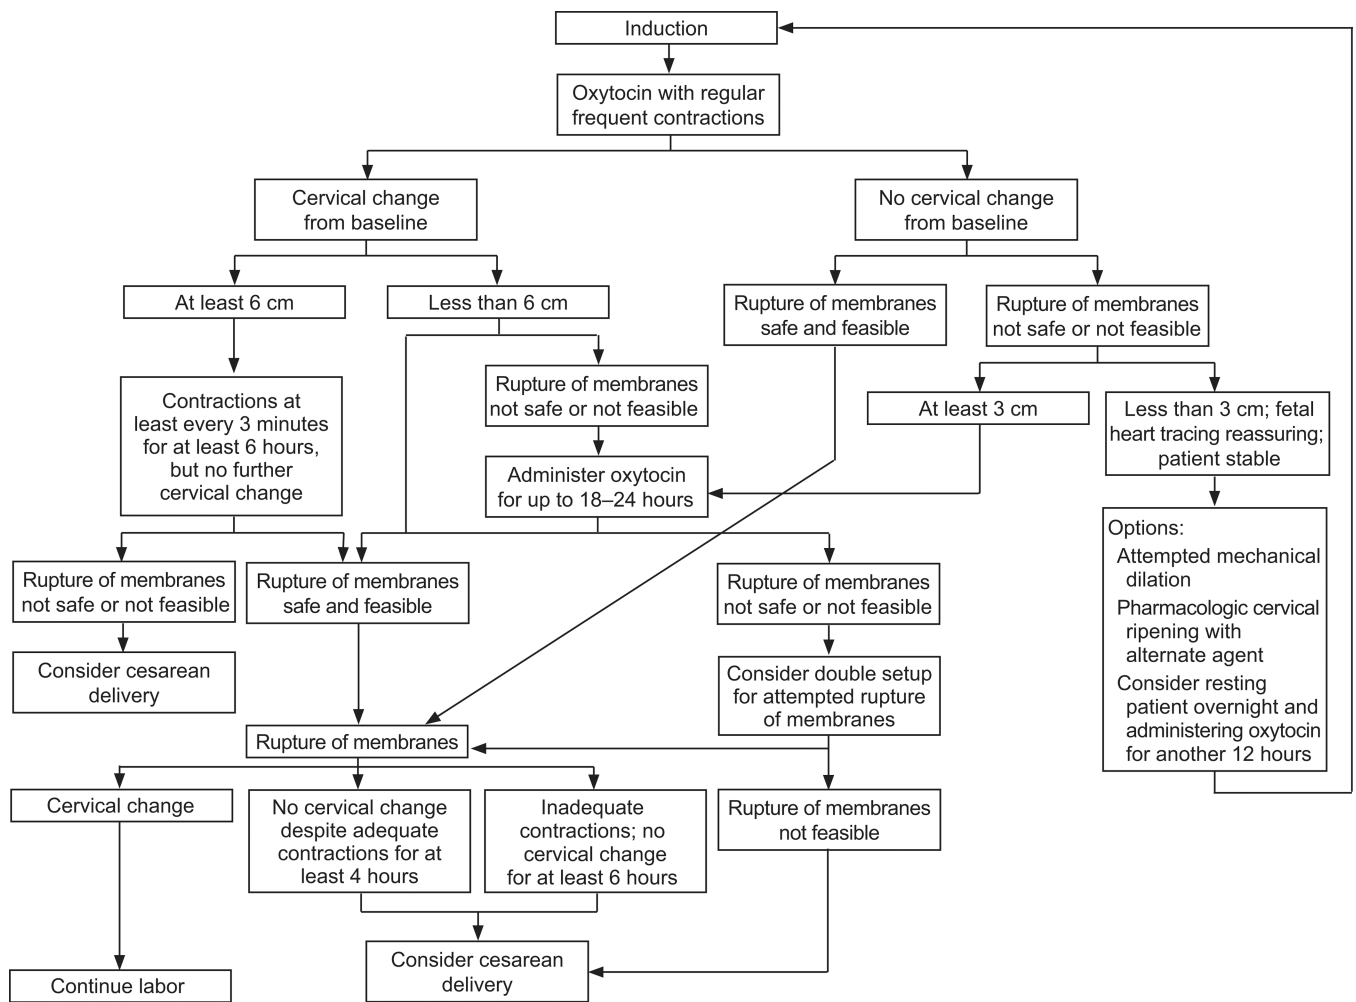 Induction
Oxytocin with regular
frequent contractions
Cervical change
from baseline
No cervical change
from baseline
At least 6 cm
Less than 6 cm
Rupture of membranes
safe and feasible
Rupture of membranes
not safe or not feasible
Contractions at
least every 3 minutes
for at least 6 hours,
but no further
cervical change
Rupture of membranes
not safe or not feasible
At least 3 cm
Less than 3 cm; fetal
heart tracing reassuring;
patient stable
Administer oxytocin
for up to 18–24 hours
Options:
Attempted mechanical
dilation
Pharmacologic cervical
ripening with
alternate agent
Consider resting
patient overnight and
administering oxytocin
for another 12 hours
Rupture of membranes
not safe or not feasible
Rupture of membranes
safe and feasible
Rupture of membranes
not safe or not feasible
Consider cesarean
delivery
Consider double setup
for attempted rupture
of membranes
Rupture of membranes
Cervical change
No cervical change
despite adequate
contractions for at
least 4 hours
Inadequate
contractions; no
cervical change
for at least 6 hours
Rupture of membranes
not feasible
Continue labor
Consider cesarean
delivery